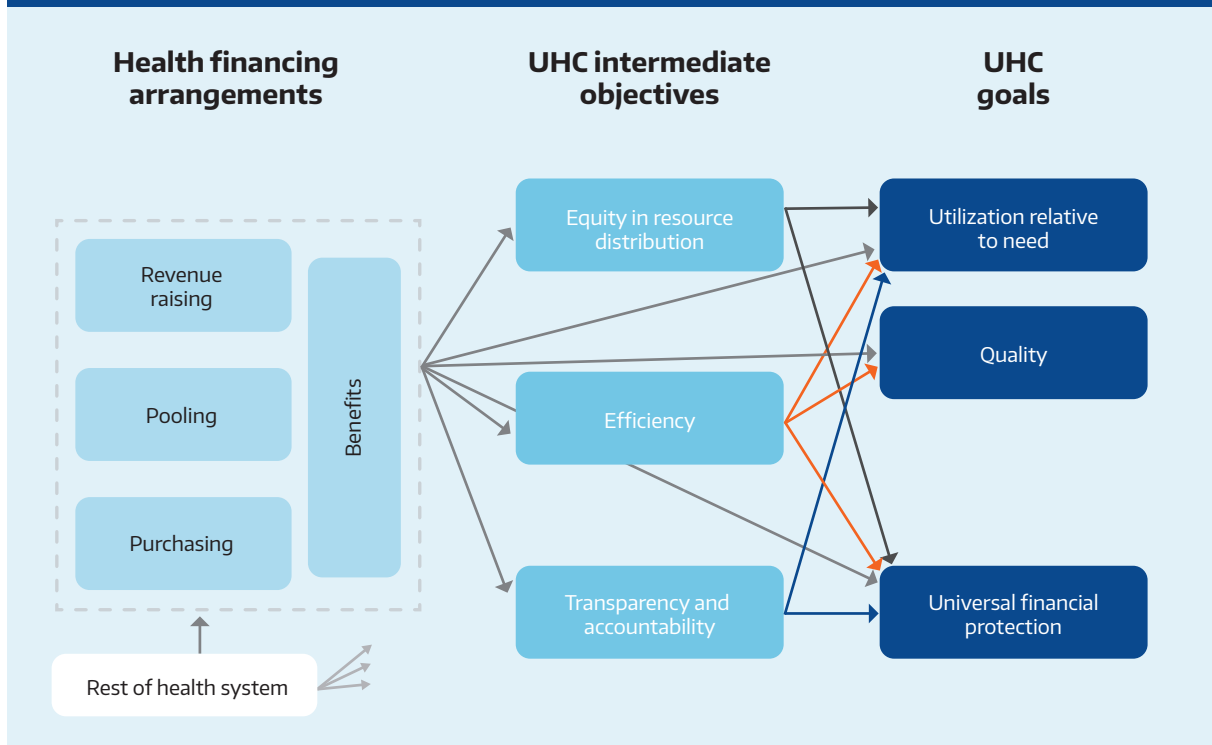 Health financing
arrangements
UHC intermediate
objectives
UHC
goals
Revenue
raising
Pooling
Purchasing
Benefits
Rest of health system
Equity in resource
distribution
Efficiency
Transparency and
accountability
Utilization relative
to need
Quality
Universal financial
protection